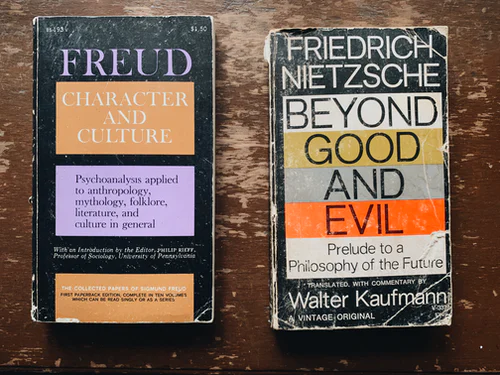 $1.50
FREUD
CHARACTER
AND
CULTURE
Psychoanalysis applied
to anthropology,
mythology, folklore,
literature, and
culture in general
With an Introduction by the Editor, PHILIP RIEFF,
Professor of Sociology, University of Pennsylvania
THE COLLECTED PAPERS OF SIGMUND FREUD
FIRST PAPERBACK EDITION, COMPLETE IN TEN VOLUMES
WHICH CAN BE READ SINGLY OR AS A SERIES
FRIEDRICH
NIETZSCHE
BEYOND
GOOD
AND
EVIL
Prelude to a
Philosophy of the Future
TRANSLATED, WITH COMMENTARY BY
Walter Kaufmann
A VINTAGE ORIGINAL